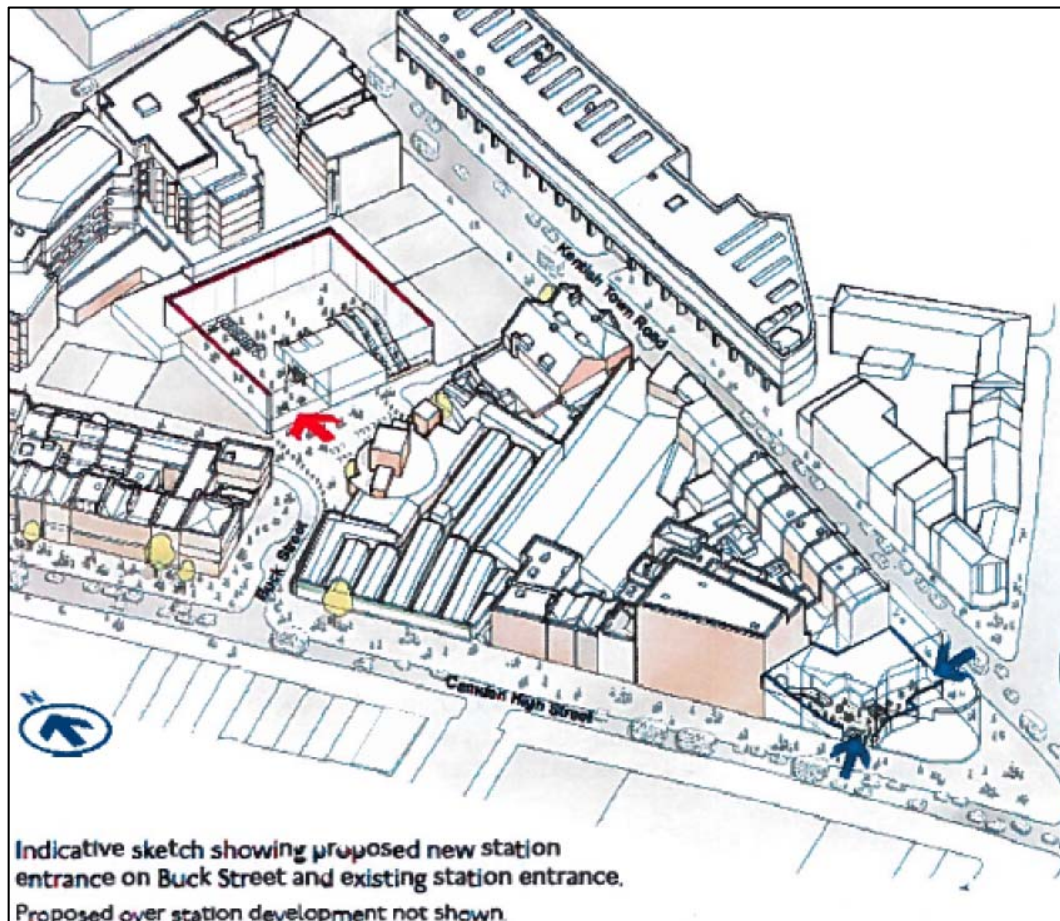 Kentish Town Road
Buck Street
Camden High Street
N
Indicative sketch showing proposed new station
entrance on Buck Street and existing station entrance.
Proposed over station development not shown.